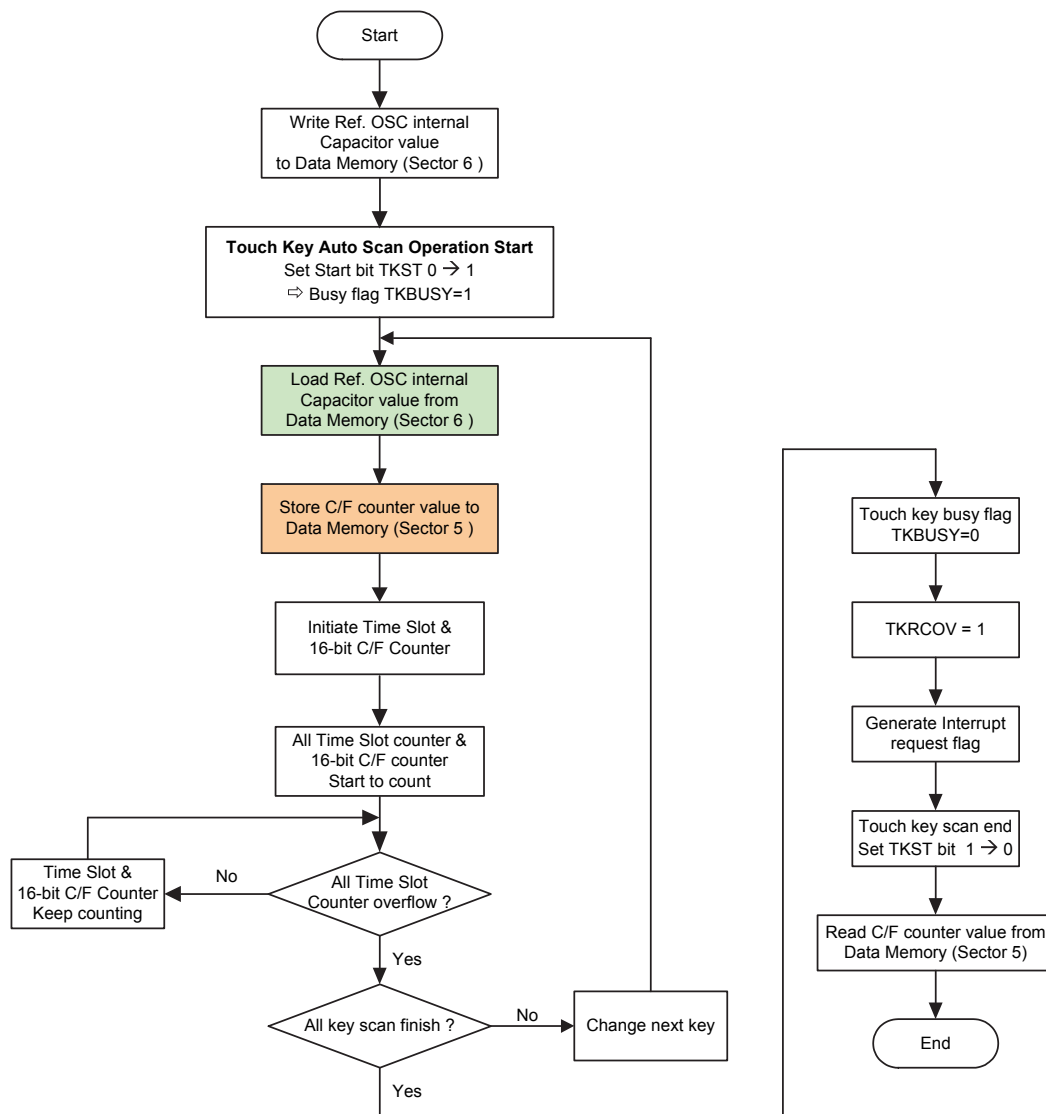 Start
Write Ref. OSC internal
Capacitor value
to Data Memory (Sector 6 )
Touch Key Auto Scan Operation Start
Set Start bit TKST 0 → 1
⇨ Busy flag TKBUSY=1
Load Ref. OSC internal
Capacitor value from
Data Memory (Sector 6 )
Store C/F counter value to
Data Memory (Sector 5 )
Initiate Time Slot &
16-bit C/F Counter
All Time Slot counter &
16-bit C/F counter
Start to count
Time Slot &
16-bit C/F Counter
Keep counting
No
All Time Slot
Counter overflow ?
Yes
All key scan finish ?
No
Change next key
Yes
Touch key busy flag
TKBUSY=0
TKRCOV = 1
Generate Interrupt
request flag
Touch key scan end
Set TKST bit 1 → 0
Read C/F counter value from
Data Memory (Sector 5)
End